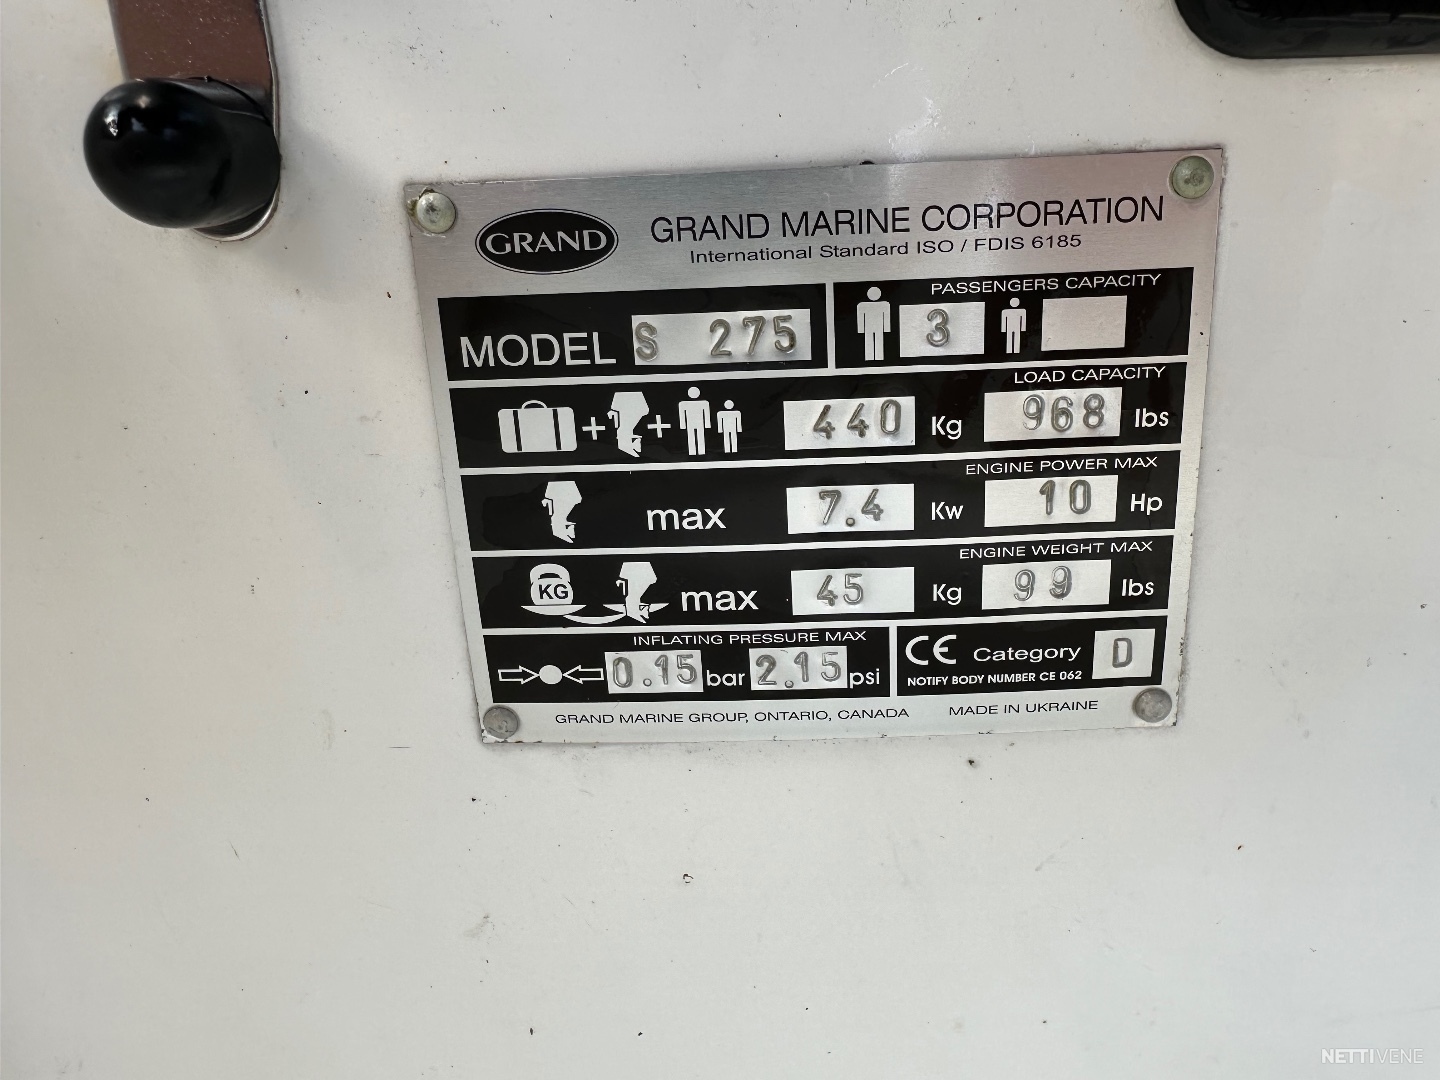 GRAND
GRAND MARINE CORPORATION
International Standard ISO / FDIS 6185
MODEL S 275
PASSENGERS CAPACITY
3
LOAD CAPACITY
440 Kg 968 lbs
ENGINE POWER MAX
max 7.4 Kw 10 Hp
ENGINE WEIGHT MAX
KG max 45 Kg 99 lbs
INFLATING PRESSURE MAX
0.15 bar 2.15 psi
CE Category D
NOTIFY BODY NUMBER CE 062
GRAND MARINE GROUP, ONTARIO, CANADA MADE IN UKRAINE
NETTIVENE